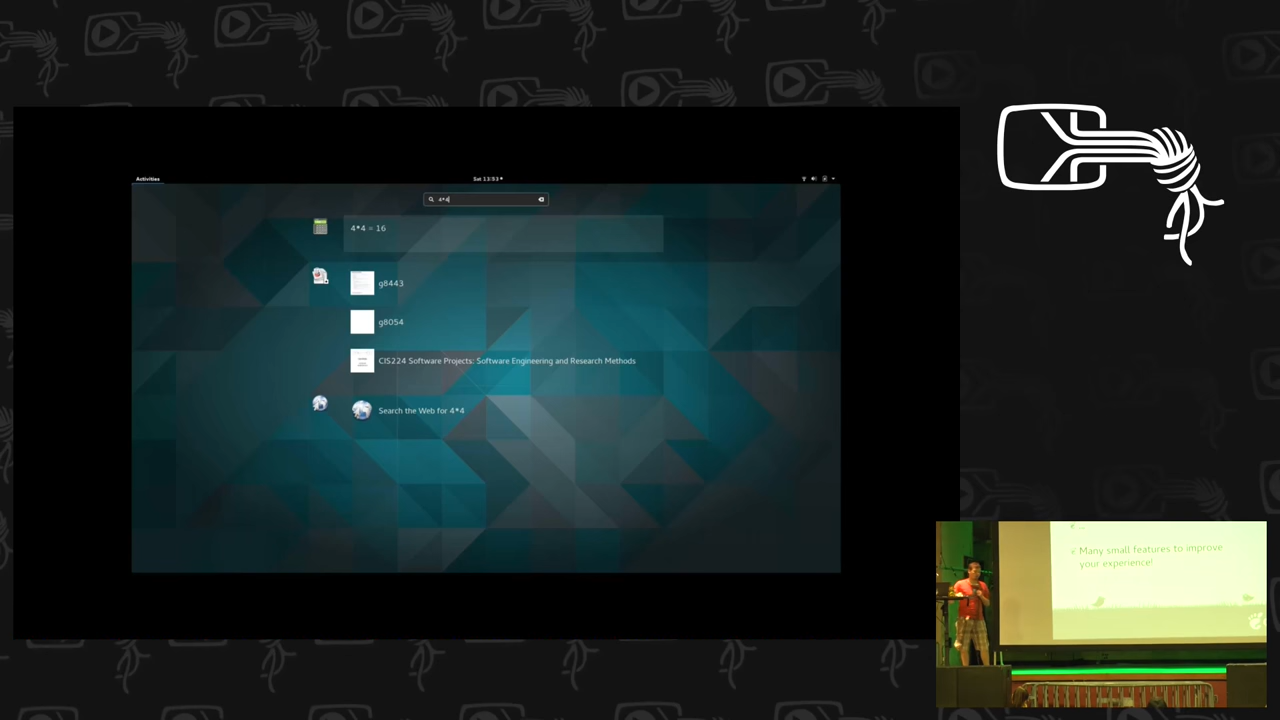 Activities
Sat 13:53
4*4
4*4 = 16
g8443
g8054
CIS224 Software Projects: Software Engineering and Research Methods
Search the Web for 4*4
Many small features to improve
your experience!